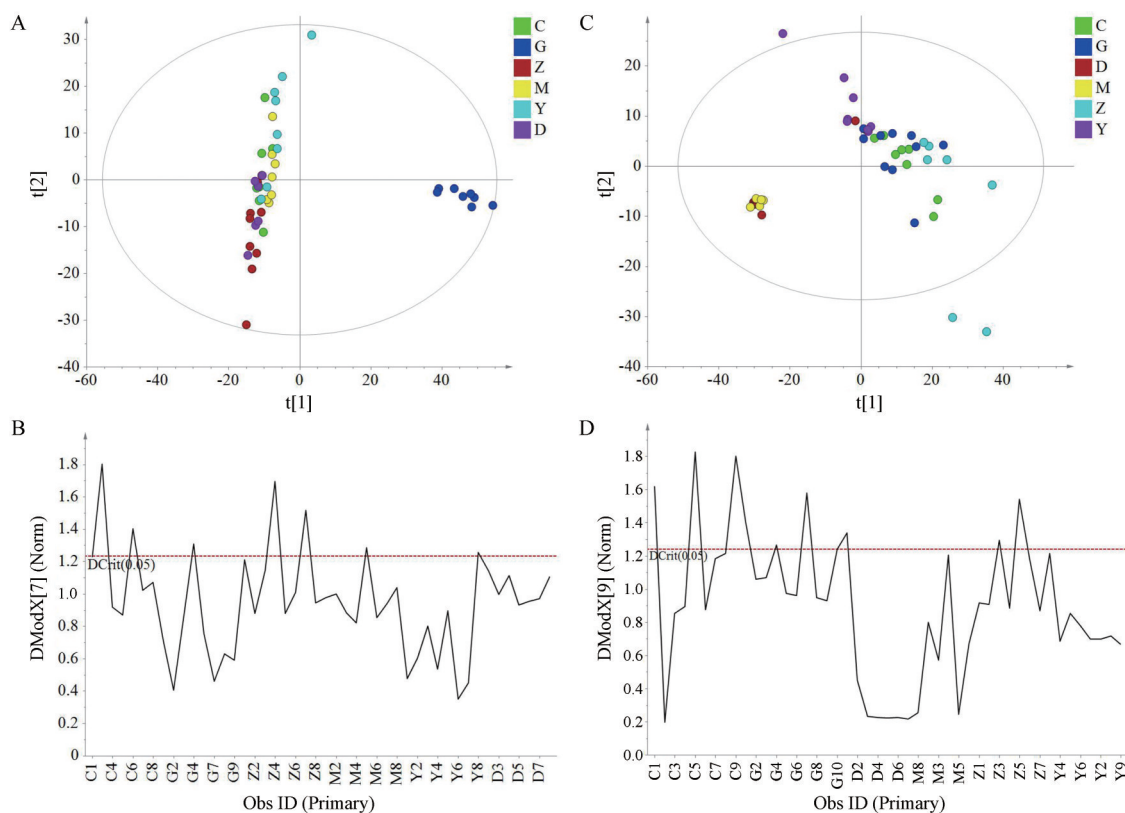 A
C
G
Z
M
Y
D
t[2]
30
20
10
0
-10
-20
-30
-40
-60
-40
-20
0
20
40
t[1]
C
C
G
D
M
Z
Y
t[2]
20
10
0
-10
-20
-30
-40
-60
-40
-20
0
20
40
t[1]
B
DModX[7] (Norm)
1.8
1.6
1.4
1.2
1.0
0.8
0.6
0.4
0.2
0
DCrit(0.05)
C1 C4 C6 C8 G2 G4 G7 G9 Z2 Z4 Z6 Z8 M2 M4 M6 M8 Y2 Y4 Y6 Y8 D3 D5 D7
Obs ID (Primary)
D
DModX[9] (Norm)
1.8
1.6
1.4
1.2
1.0
0.8
0.6
0.4
0.2
0.0
DCrit(0.05)
C1 C3 C5 C7 C9 G2 G4 G6 G8 G10 D2 D4 D6 M8 M3 M5 Z1 Z3 Z5 Z7 Y4 Y6 Y2 Y9
Obs ID (Primary)